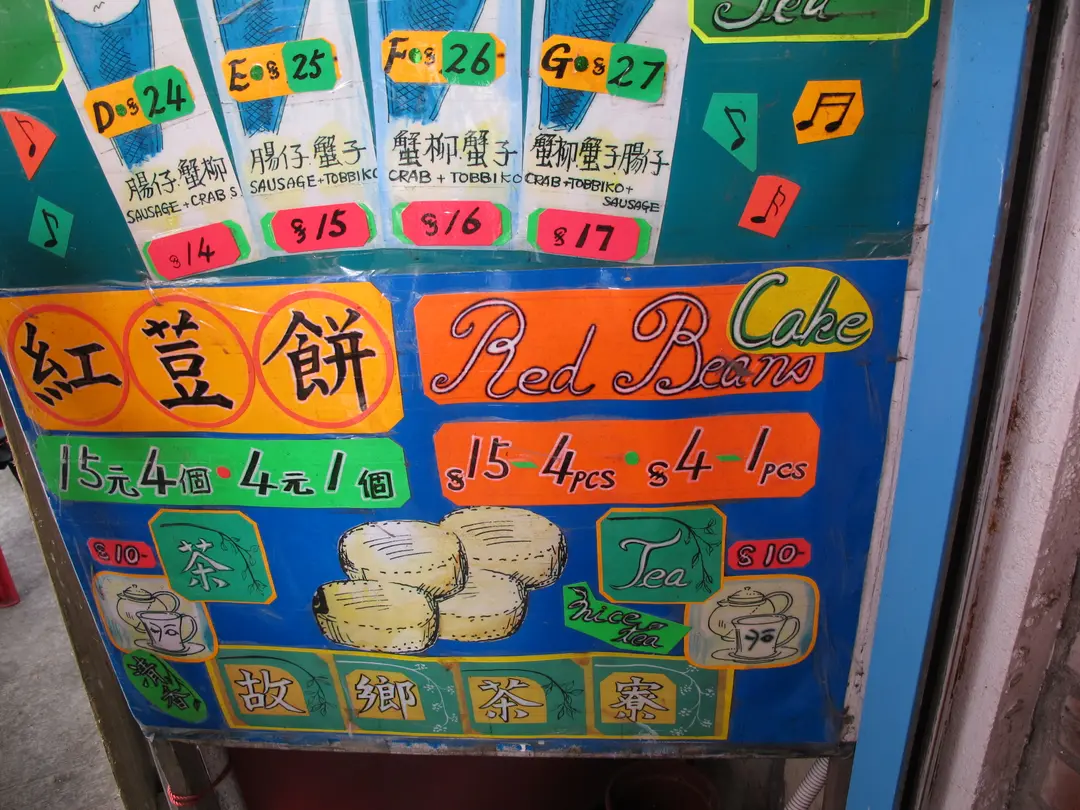 Tea
D•$24
E•$25
F•$26
G•$27
腸仔.蟹柳
SAUSAGE + CRAB S.
腸仔.蟹子
SAUSAGE+TOBBIKO
蟹柳蟹子
CRAB + TOBBIKO
蟹柳蟹子腸仔
CRAB+TOBBIKO+
SAUSAGE
$14
$15
$16
$17
紅荳餅
Red Beans Cake
15元4個•4元1個
$15-4PCS•$4-1PCS
$10-
茶
Tea
$10-
nice tea
故鄉茶寮